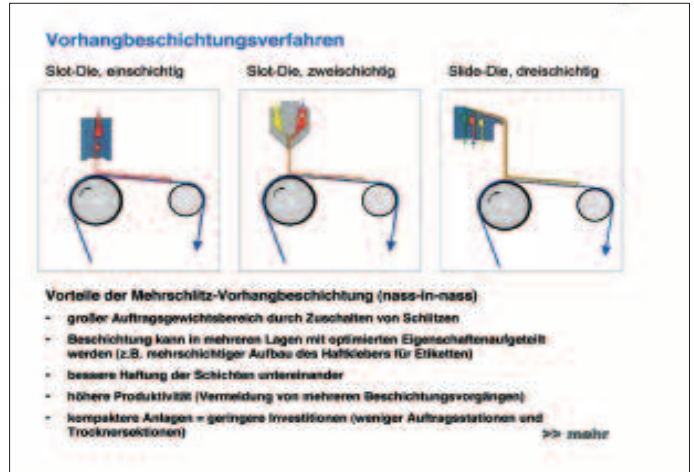 Vorhangbeschichtungsverfahren
Slot-Die, einschichtig
Slot-Die, zweischichtig
Slide-Die, dreischichtig
Vorteile der Mehrschlitz-Vorhangbeschichtung (nass-in-nass)
- großer Auftragsgewichtsbereich durch Zuschalten von Schlitzen
- Beschichtung kann in mehreren Lagen mit optimierten Eigenschaftenaufgeteilt
werden (z.B. mehrschichtiger Aufbau des Haftklebers für Etiketten)
- bessere Haftung der Schichten untereinander
- höhere Produktivität (Vermeidung von mehreren Beschichtungsvorgängen)
- kompaktere Anlagen = geringere Investitionen (weniger Auftragsstationen und
Trocknersektionen)
>> mehr